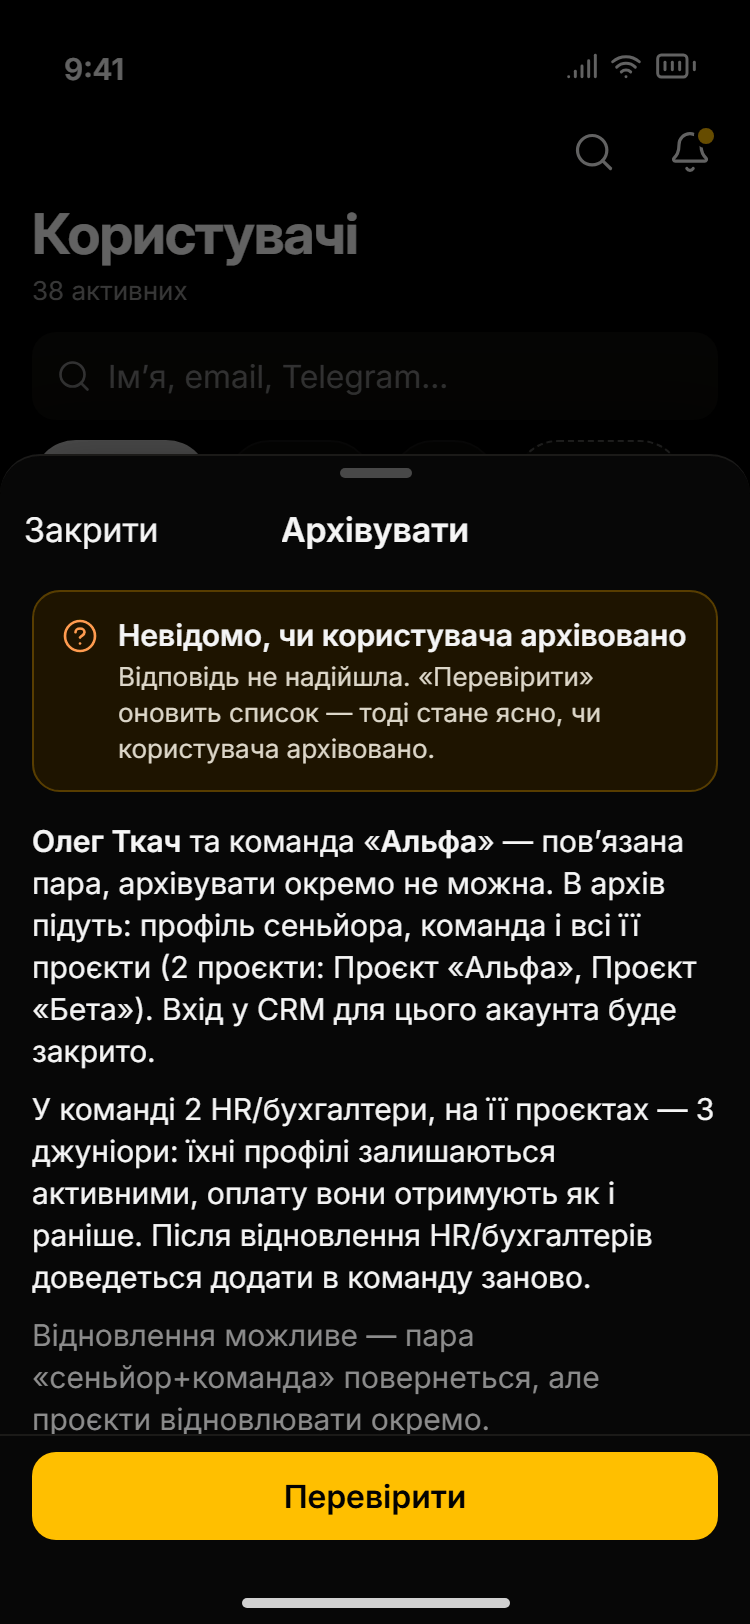 9:41
Користувачі
38 активних
Ім’я, email, Telegram...
Закрити
Архівувати
Невідомо, чи користувача архівовано
Відповідь не надійшла. «Перевірити»
оновить список — тоді стане ясно, чи
користувача архівовано.
Олег Ткач та команда «Альфа» — пов’язана
пара, архівувати окремо не можна. В архів
підуть: профіль сеньйора, команда і всі її
проєкти (2 проєкти: Проєкт «Альфа», Проєкт
«Бета»). Вхід у CRM для цього акаунта буде
закрито.
У команді 2 HR/бухгалтери, на її проєктах — 3
джуніори: їхні профілі залишаються
активними, оплату вони отримують як і
раніше. Після відновлення HR/бухгалтерів
доведеться додати в команду заново.
Відновлення можливе — пара
«сеньйор+команда» повернеться, але
проєкти відновлювати окремо.
Перевірити